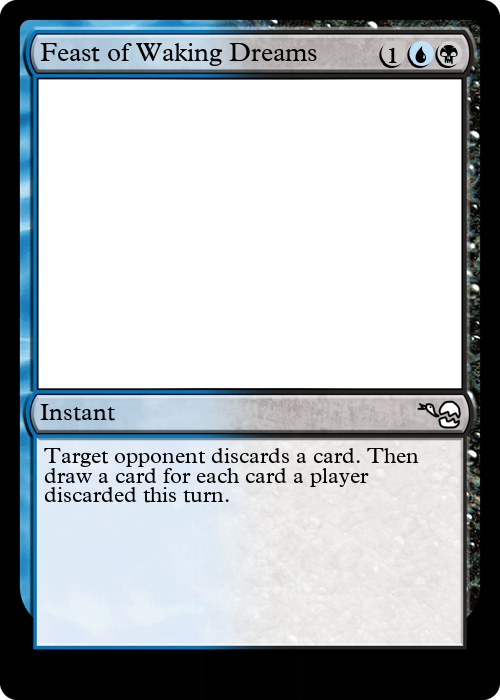 Feast of Waking Dreams 1
Instant
Target opponent discards a card. Then
draw a card for each card a player
discarded this turn.